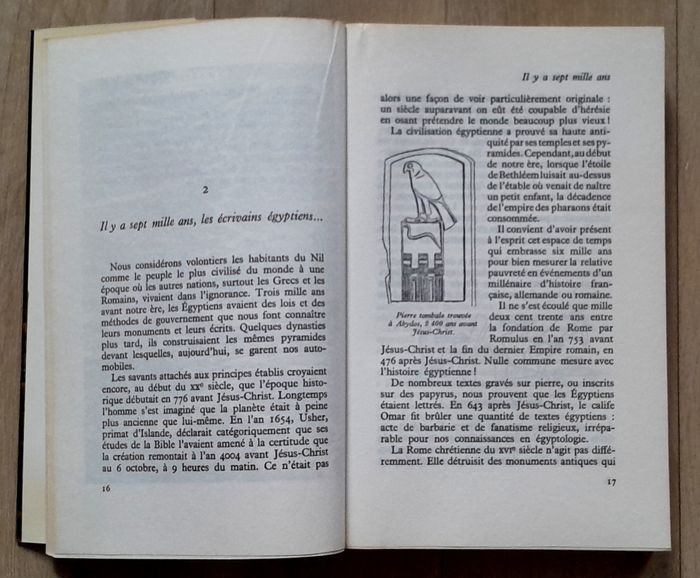 2
Il y a sept mille ans, les écrivains égyptiens...
Nous considérons volontiers les habitants du Nil
comme le peuple le plus civilisé du monde à une
époque où les autres nations, surtout les Grecs et les
Romains, vivaient dans l'ignorance. Trois mille ans
avant notre ère, les Égyptiens avaient des lois et des
méthodes de gouvernement que nous font connaître
leurs monuments et leurs écrits. Quelques dynasties
plus tard, ils construisaient les mêmes pyramides
devant lesquelles, aujourd'hui, se garent nos auto-
mobiles.
Les savants attachés aux principes établis croyaient
encore, au début du XXe siècle, que l'époque histo-
rique débutait en 776 avant Jésus-Christ. Longtemps
l'homme s'est imaginé que la planète était à peine
plus ancienne que lui-même. En l'an 1654, Usher,
primat d'Islande, déclarait catégoriquement que ses
études de la Bible l'avaient amené à la certitude que
la création remontait à l'an 4004 avant Jésus-Christ
au 6 octobre, à 9 heures du matin. Ce n'était pas
16
Il y a sept mille ans
alors une façon de voir particulièrement originale :
un siècle auparavant on eût été coupable d'hérésie
en osant prétendre le monde beaucoup plus vieux !
La civilisation égyptienne a prouvé sa haute anti-
quité par ses temples et ses py-
ramides. Cependant, au début
de notre ère, lorsque l'étoile
de Bethléem luisait au-dessus
de l'étable où venait de naître
un petit enfant, la décadence
de l'empire des pharaons était
consommée.
Il convient d'avoir présent
à l'esprit cet espace de temps
qui embrasse six mille ans
pour bien mesurer la relative
pauvreté en événements d'un
millénaire d'histoire fran-
çaise, allemande ou romaine.
Il ne s'est écoulé que mille
deux cent trente ans entre
la fondation de Rome par
Romulus en l'an 753 avant
Pierre tombale trouvée
à Abydos, 2 400 ans avant
Jésus-Christ.
Jésus-Christ et la fin du dernier Empire romain, en
476 après Jésus-Christ. Nulle commune mesure avec
l'histoire égyptienne !
De nombreux textes gravés sur pierre, ou inscrits
sur des papyrus, nous prouvent que les Égyptiens
étaient lettrés. En 643 après Jésus-Christ, le calife
Omar fit brûler une quantité de textes égyptiens :
acte de barbarie et de fanatisme religieux, irrépa-
rable pour nos connaissances en égyptologie.
La Rome chrétienne du XVIe siècle n'agit pas diffé-
remment. Elle détruisit des monuments antiques qui
17